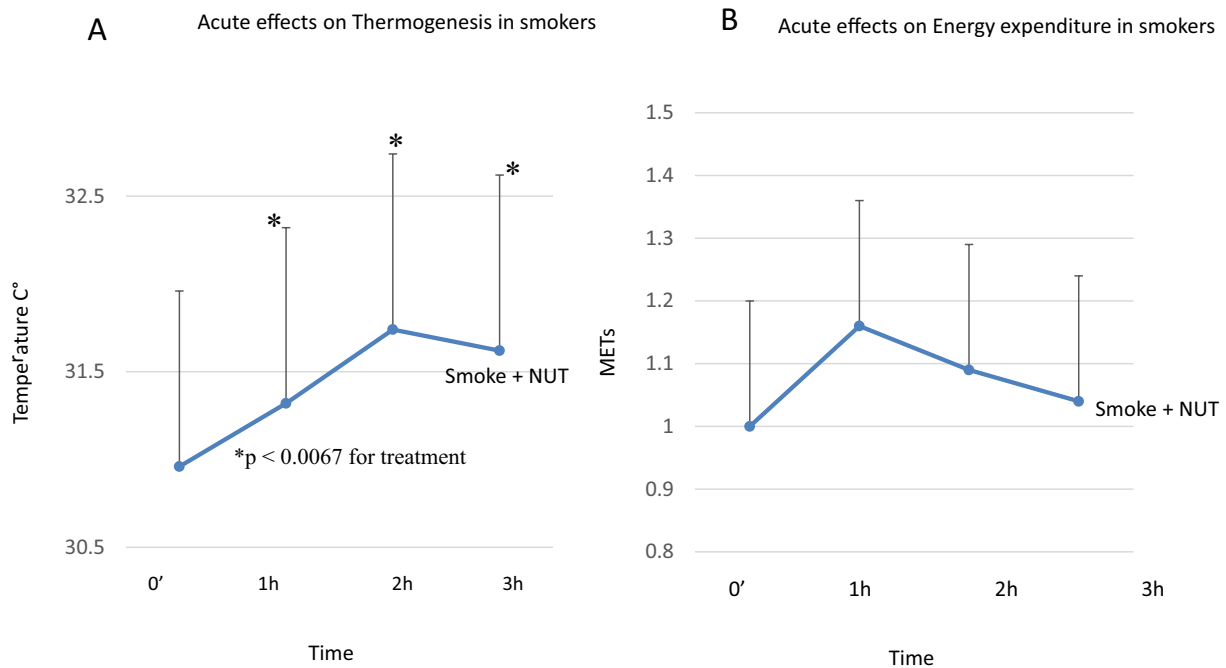 A
Acute effects on Thermogenesis in smokers
32.5
31.5
30.5
Temperature C°
*
*
*
Smoke + NUT
*p < 0.0067 for treatment
0’
1h
2h
3h
Time
B
Acute effects on Energy expenditure in smokers
1.5
1.4
1.3
1.2
1.1
1
0.9
0.8
METs
Smoke + NUT
0’
1h
2h
3h
Time